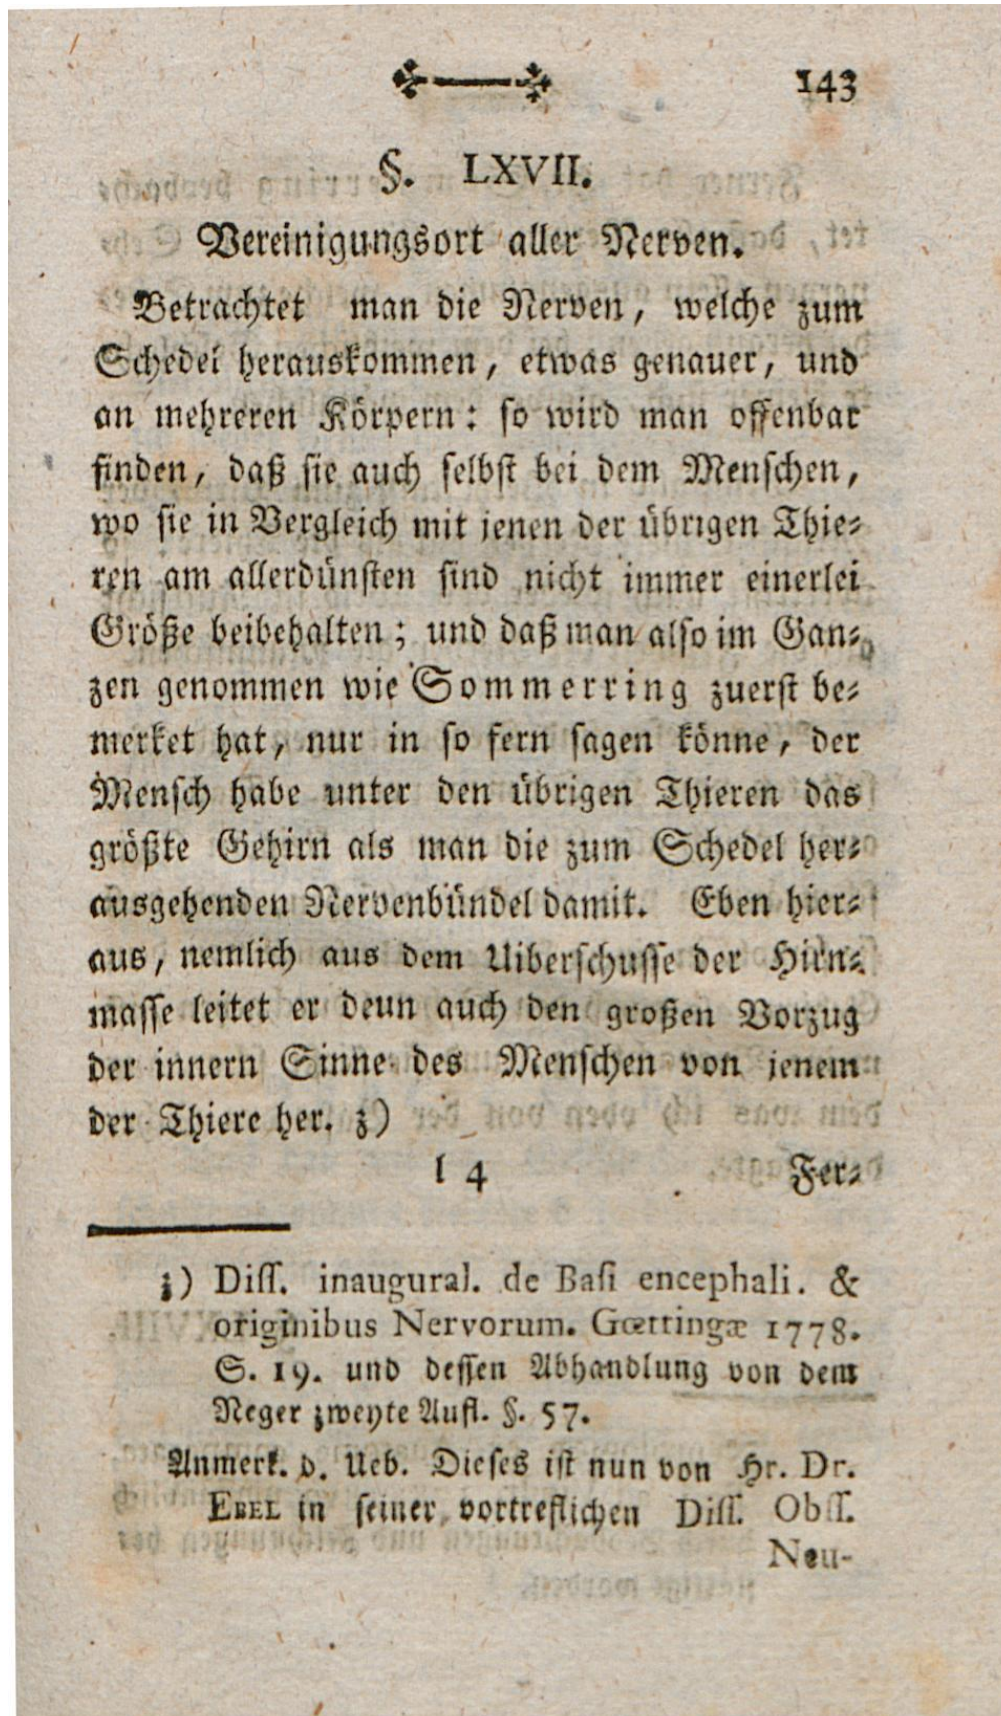 143
§. LXVII.
Vereinigungsort aller Nerven.
Betrachtet man die Nerven, welche zum
Schedel herauskommen, etwas genauer, und
an mehreren Körpern: so wird man offenbar
finden, daß sie auch selbst bei dem Menschen,
wo sie in Vergleich mit jenen der übrigen Thie-
ren am allerdünsten sind nicht immer einerlei
Größe beibehalten; und daß man also im Gan-
zen genommen wie Sommerring zuerst be-
merket hat, nur in so fern sagen könne, der
Mensch habe unter den übrigen Thieren das
größte Gehirn als man die zum Schedel her-
ausgehenden Nervenbündel damit. Eben hier-
aus, nemlich aus dem Uiberschusse der Hirn-
masse leitet er deun auch den großen Vorzug
der innern Sinne des Menschen von jenem
der Thiere her. z)
l 4 Fer-
z) Diſſ. inaugural. de Baſi encephali. &
originibus Nervorum. Gœttingæ 1778.
S. 19. und dessen Abhandlung von dem
Neger zweyte Aufl. §. 57.
Anmerk. d. Ueb. Dieses ist nun von Hr. Dr.
EBEL in seiner vortreflichen Diſſ. Obſſ.
Neu-